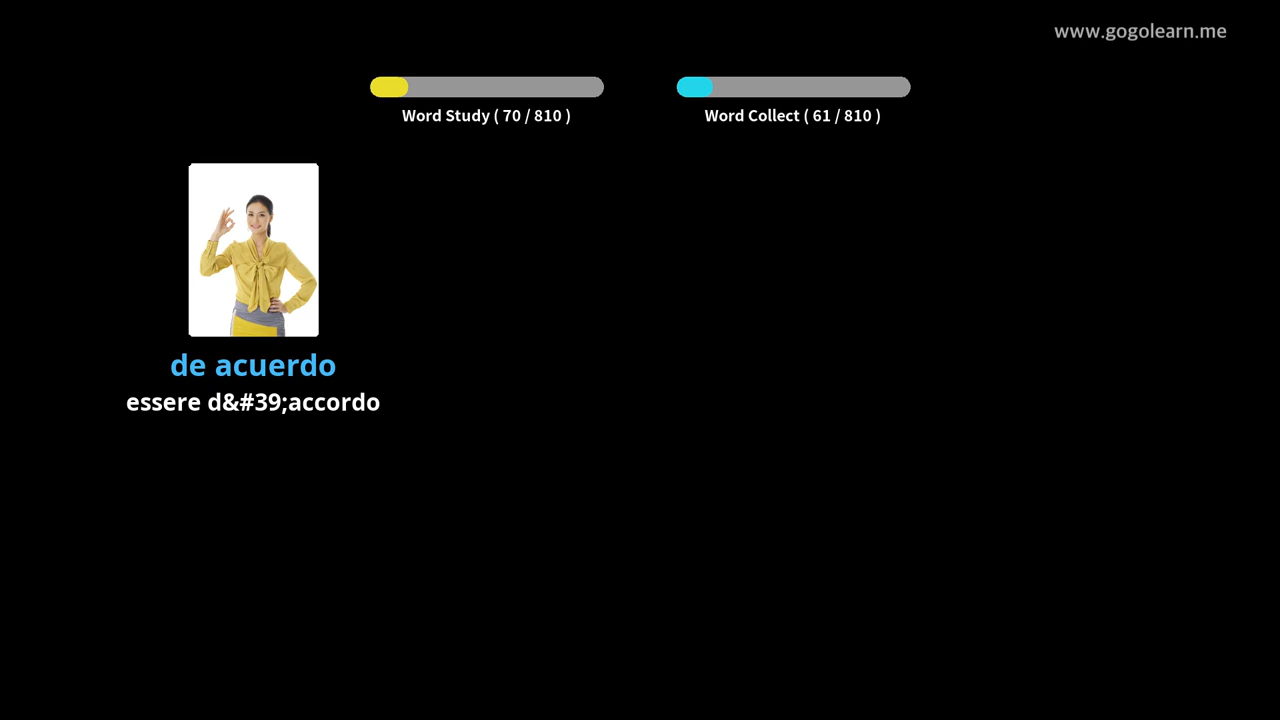 www.gogolearn.me
Word Study ( 70 / 810 )
Word Collect ( 61 / 810 )
de acuerdo
essere d&#39;accordo